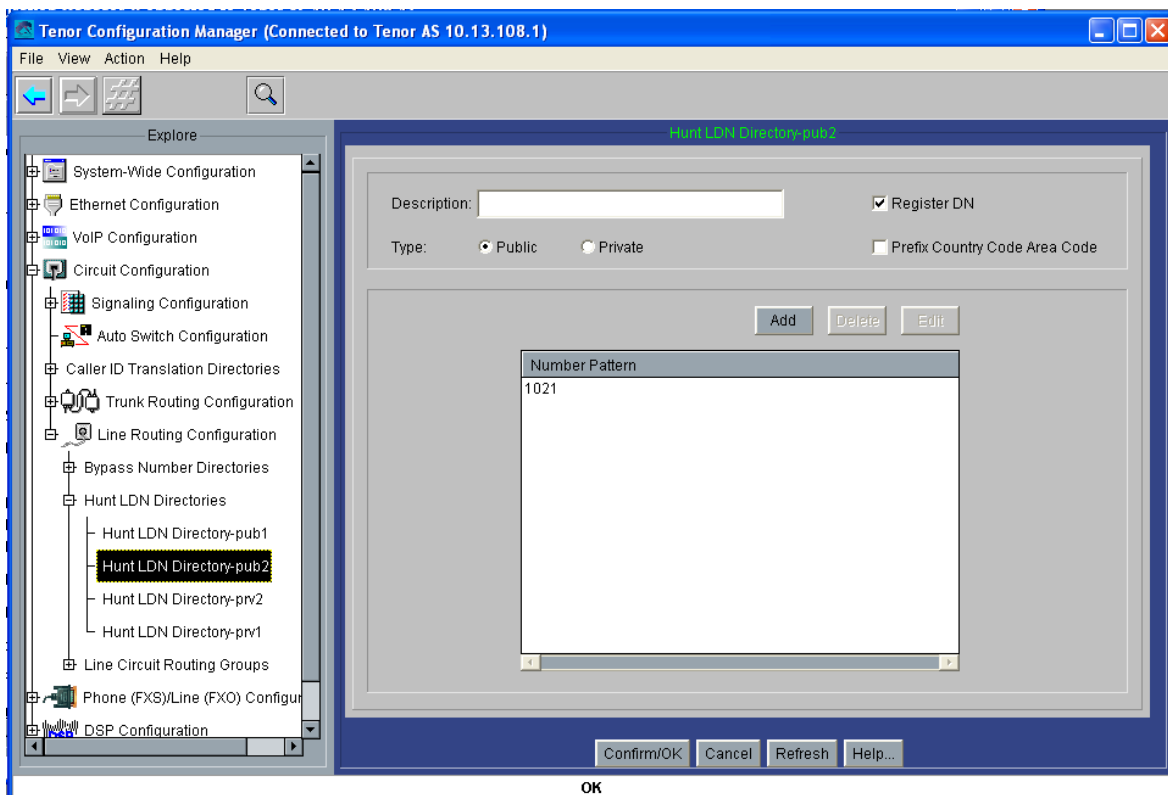 Tenor Configuration Manager (Connected to Tenor AS 10.13.108.1)
File View Action Help
Explore
System-Wide Configuration
Ethernet Configuration
VoIP Configuration
Circuit Configuration
Signaling Configuration
Auto Switch Configuration
Caller ID Translation Directories
Trunk Routing Configuration
Line Routing Configuration
Bypass Number Directories
Hunt LDN Directories
Hunt LDN Directory-pub1
Hunt LDN Directory-pub2
Hunt LDN Directory-prv2
Hunt LDN Directory-prv1
Line Circuit Routing Groups
Phone (FXS)/Line (FXO) Configur
DSP Configuration
Hunt LDN Directory-pub2
Description: Register DN
Type: Public Private Prefix Country Code Area Code
Add Delete Edit
Number Pattern
1021
Confirm/OK Cancel Refresh Help...
OK